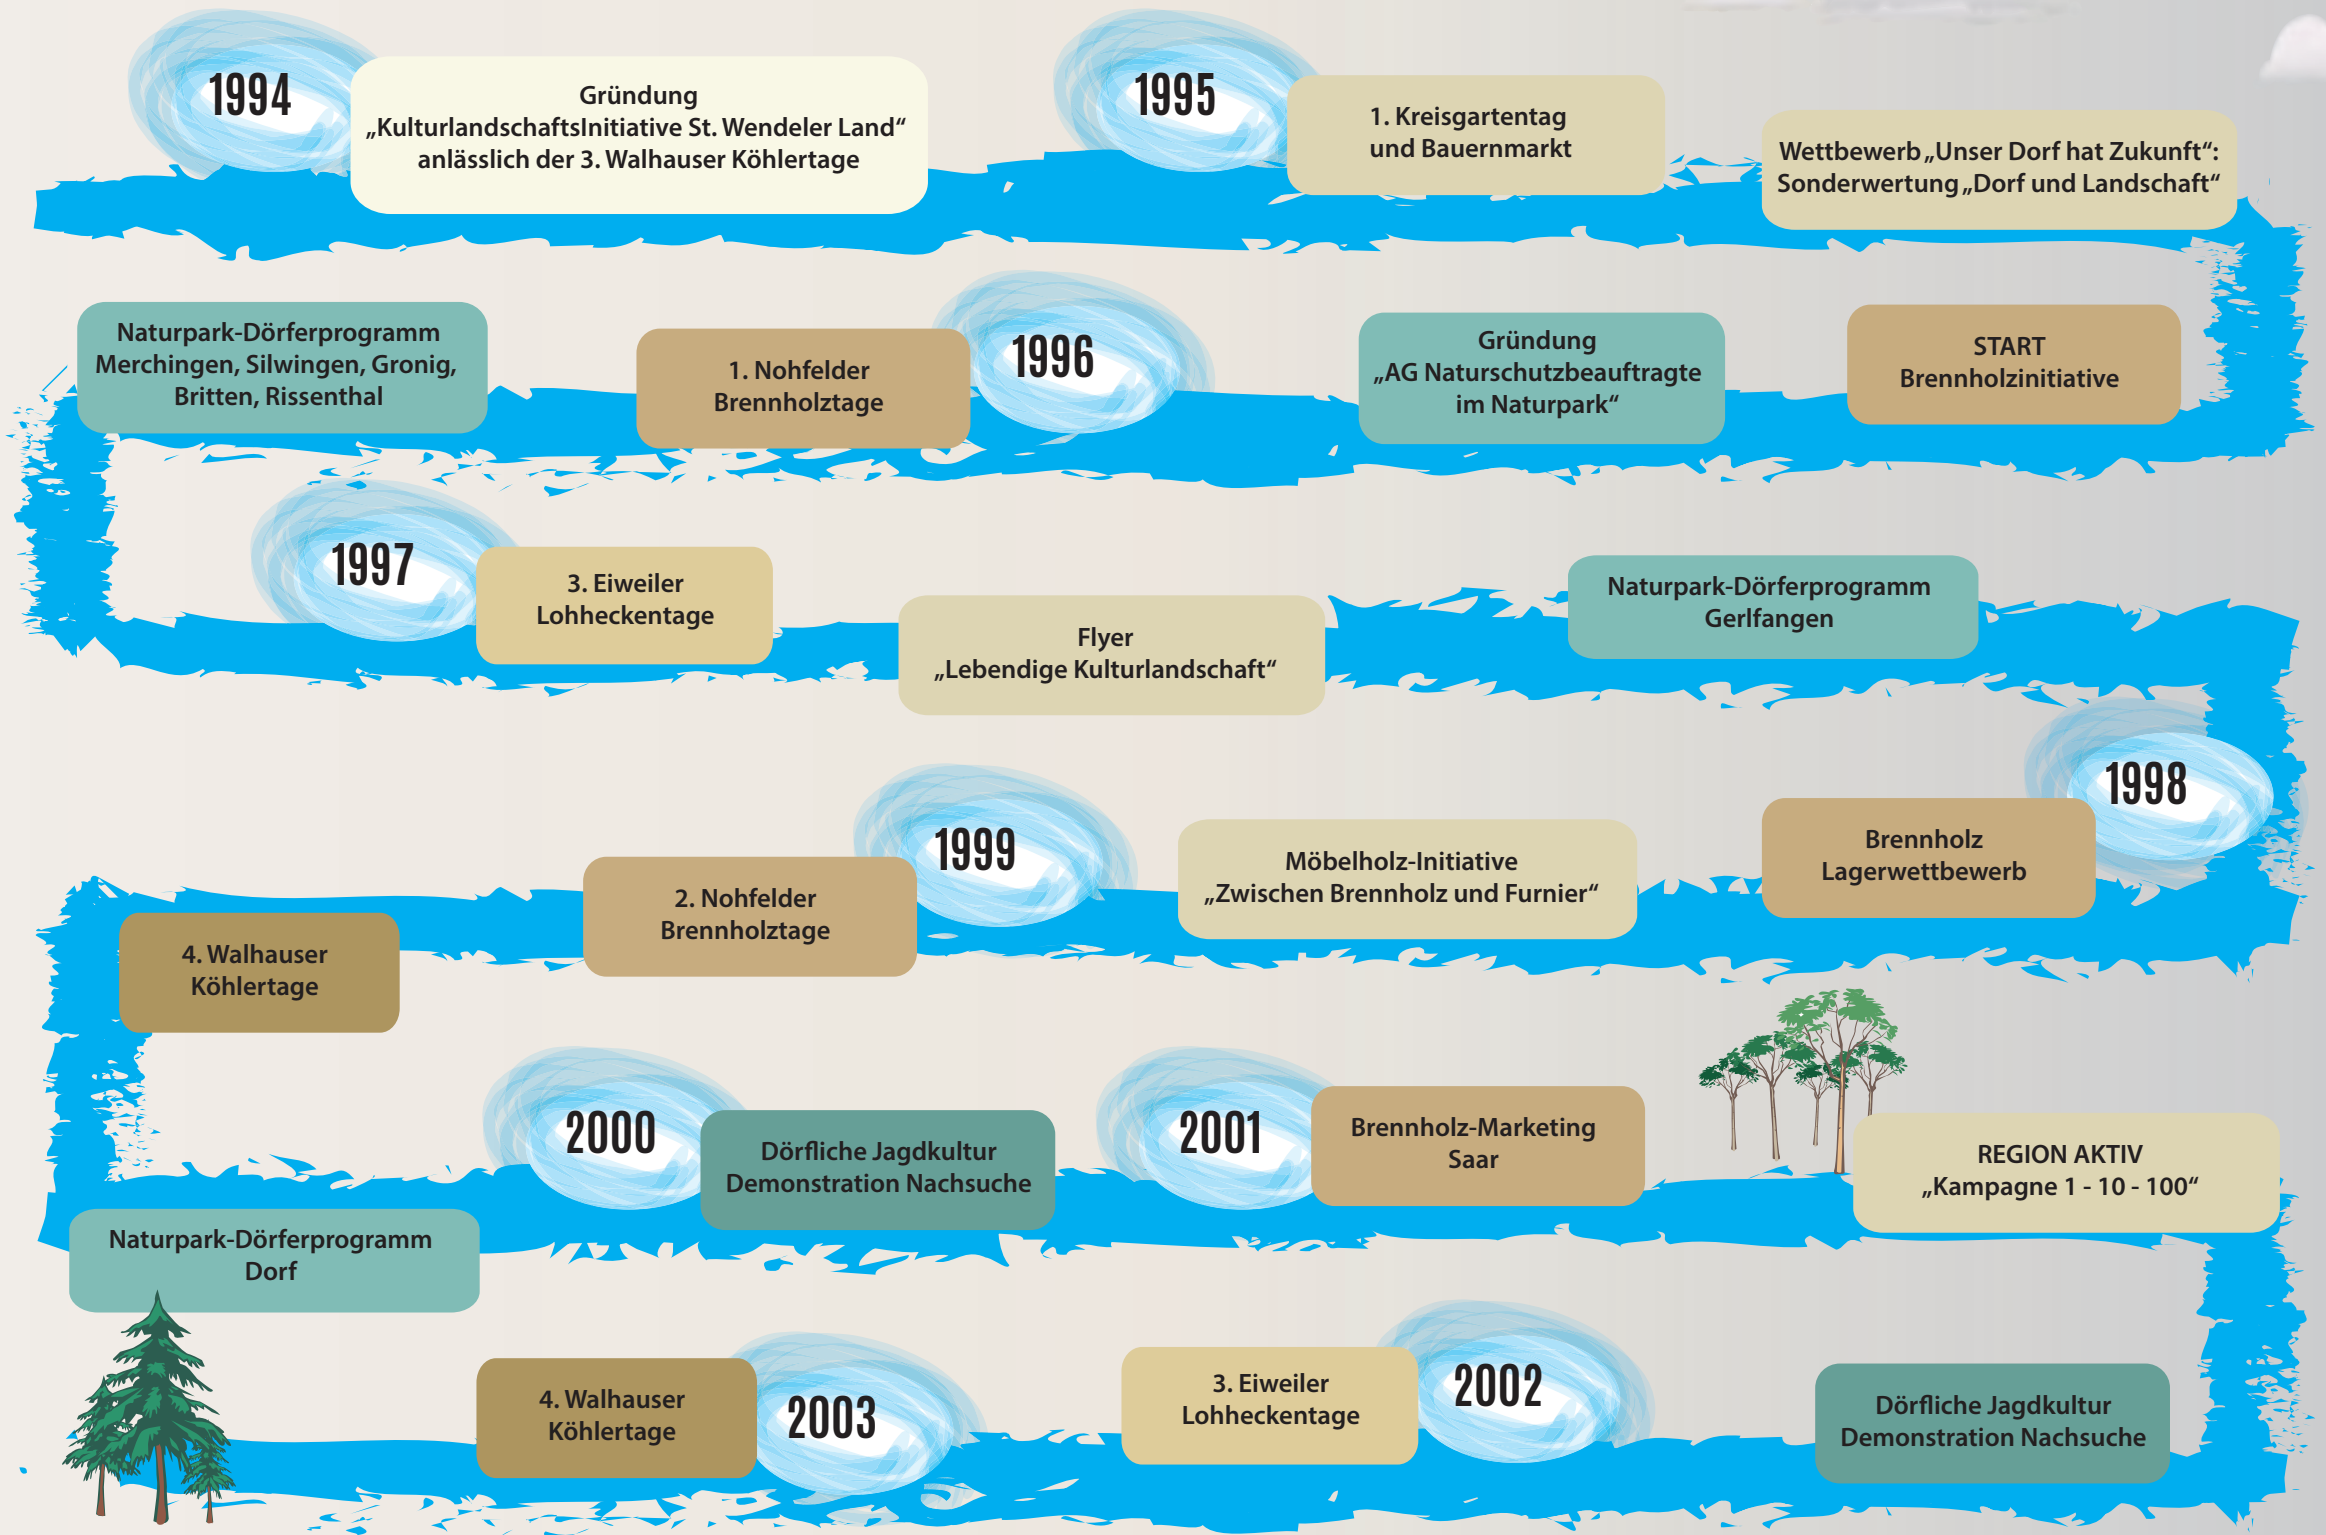 1994
Gründung
„KulturlandschaftsInitiative St. Wendeler Land“
anlässlich der 3. Walhauser Köhlertage
1995
1. Kreisgartentag
und Bauernmarkt
Wettbewerb „Unser Dorf hat Zukunft“:
Sonderwertung „Dorf und Landschaft“
START
Brennholzinitiative
Gründung
„AG Naturschutzbeauftragte
im Naturpark“
1996
1. Nohfelder
Brennholztage
Naturpark-Dörferprogramm
Merchingen, Silwingen, Gronig,
Britten, Rissenthal
1997
3. Eiweiler
Lohheckentage
Flyer
„Lebendige Kulturlandschaft“
Naturpark-Dörferprogramm
Gerlfangen
1998
Brennholz
Lagerwettbewerb
Möbelholz-Initiative
„Zwischen Brennholz und Furnier“
1999
2. Nohfelder
Brennholztage
4. Walhauser
Köhlertage
Naturpark-Dörferprogramm
Dorf
2000
Dörfliche Jagdkultur
Demonstration Nachsuche
2001
Brennholz-Marketing
Saar
REGION AKTIV
„Kampagne 1 - 10 - 100“
Dörfliche Jagdkultur
Demonstration Nachsuche
2002
3. Eiweiler
Lohheckentage
2003
4. Walhauser
Köhlertage